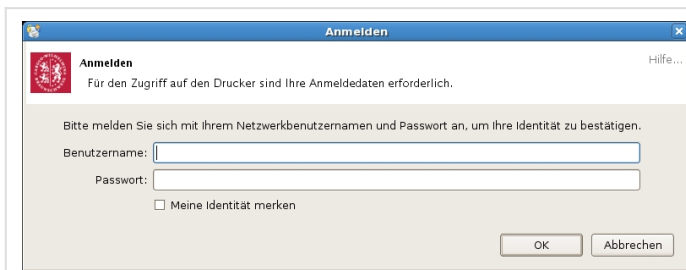 Anmelden
Anmelden
Hilfe...
Für den Zugriff auf den Drucker sind Ihre Anmeldedaten erforderlich.
Bitte melden Sie sich mit Ihrem Netzwerkbenutzernamen und Passwort an, um Ihre Identität zu bestätigen.
Benutzername:
Passwort:
Meine Identität merken
OK
Abbrechen